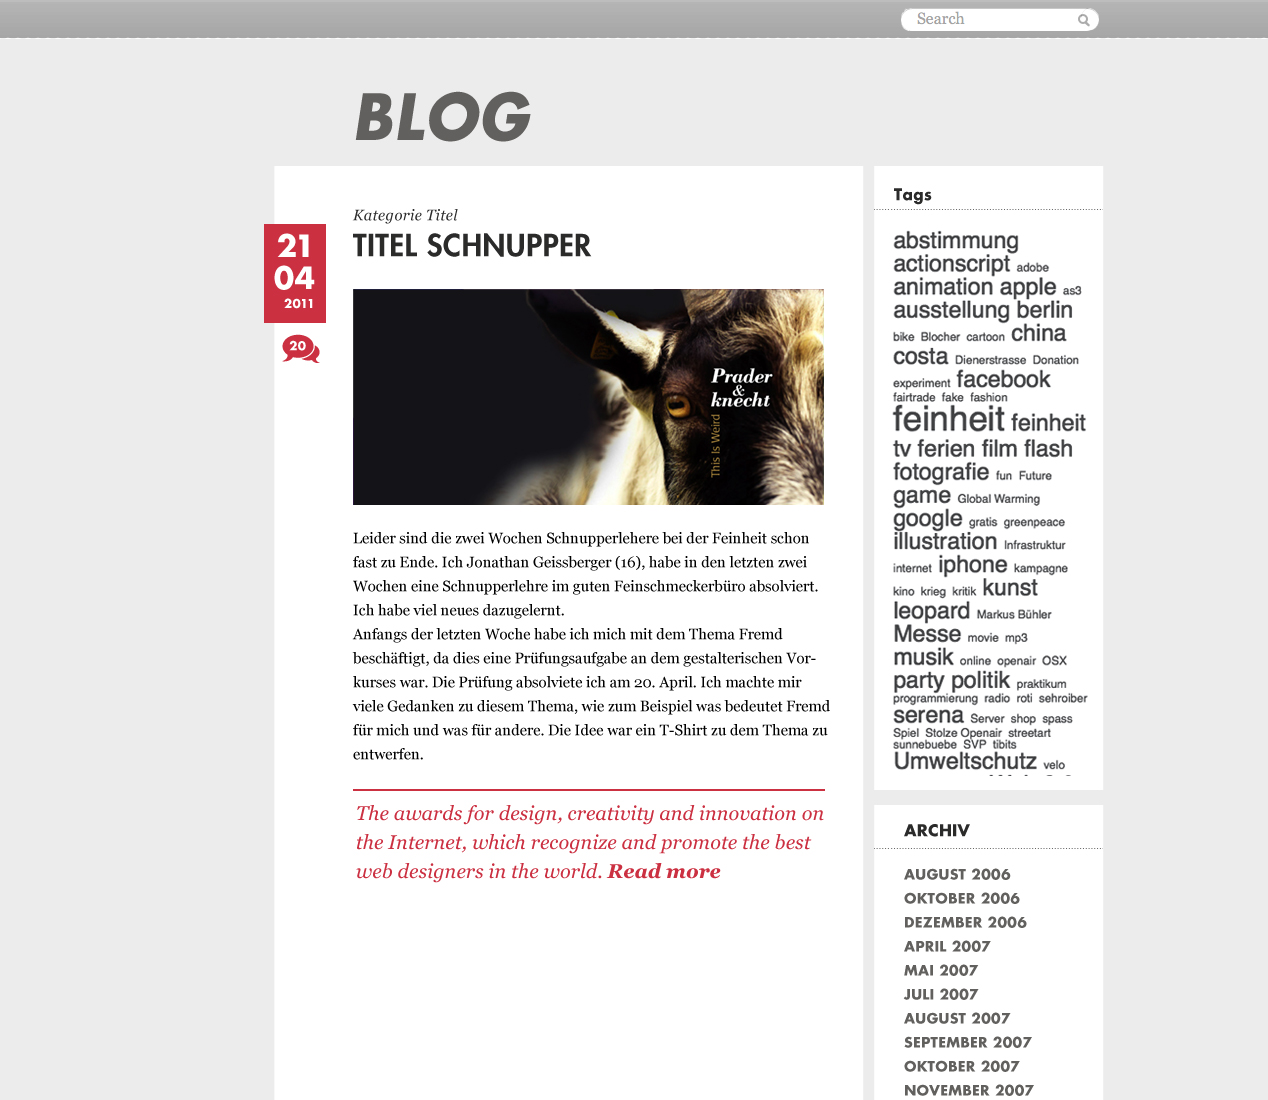 Search
BLOG
21
04
2011
20
Kategorie Titel
TITEL SCHNUPPER
Prader
&
knecht
This Is Weird
Leider sind die zwei Wochen Schnupperlehere bei der Feinheit schon
fast zu Ende. Ich Jonathan Geissberger (16), habe in den letzten zwei
Wochen eine Schnupperlehre im guten Feinschmeckerbüro absolviert.
Ich habe viel neues dazugelernt.
Anfangs der letzten Woche habe ich mich mit dem Thema Fremd
beschäftigt, da dies eine Prüfungsaufgabe an dem gestalterischen Vor-
kurses war. Die Prüfung absolviete ich am 20. April. Ich machte mir
viele Gedanken zu diesem Thema, wie zum Beispiel was bedeutet Fremd
für mich und was für andere. Die Idee war ein T-Shirt zu dem Thema zu
entwerfen.
The awards for design, creativity and innovation on
the Internet, which recognize and promote the best
web designers in the world. Read more
Tags
abstimmung
actionscript adobe
animation apple as3
ausstellung berlin
bike Blocher cartoon china
costa Dienerstrasse Donation
experiment facebook
fairtrade fake fashion
feinheit feinheit
tv ferien film flash
fotografie fun Future
game Global Warming
google gratis greenpeace
illustration Infrastruktur
internet iphone kampagne
kino krieg kritik kunst
leopard Markus Bühler
Messe movie mp3
musik online openair OSX
party politik praktikum
programmierung radio roti sehroiber
serena Server shop spass
Spiel Stolze Openair streetart
sunnebuebe SVP tibits
Umweltschutz velo
ARCHIV
AUGUST 2006
OKTOBER 2006
DEZEMBER 2006
APRIL 2007
MAI 2007
JULI 2007
AUGUST 2007
SEPTEMBER 2007
OKTOBER 2007
NOVEMBER 2007